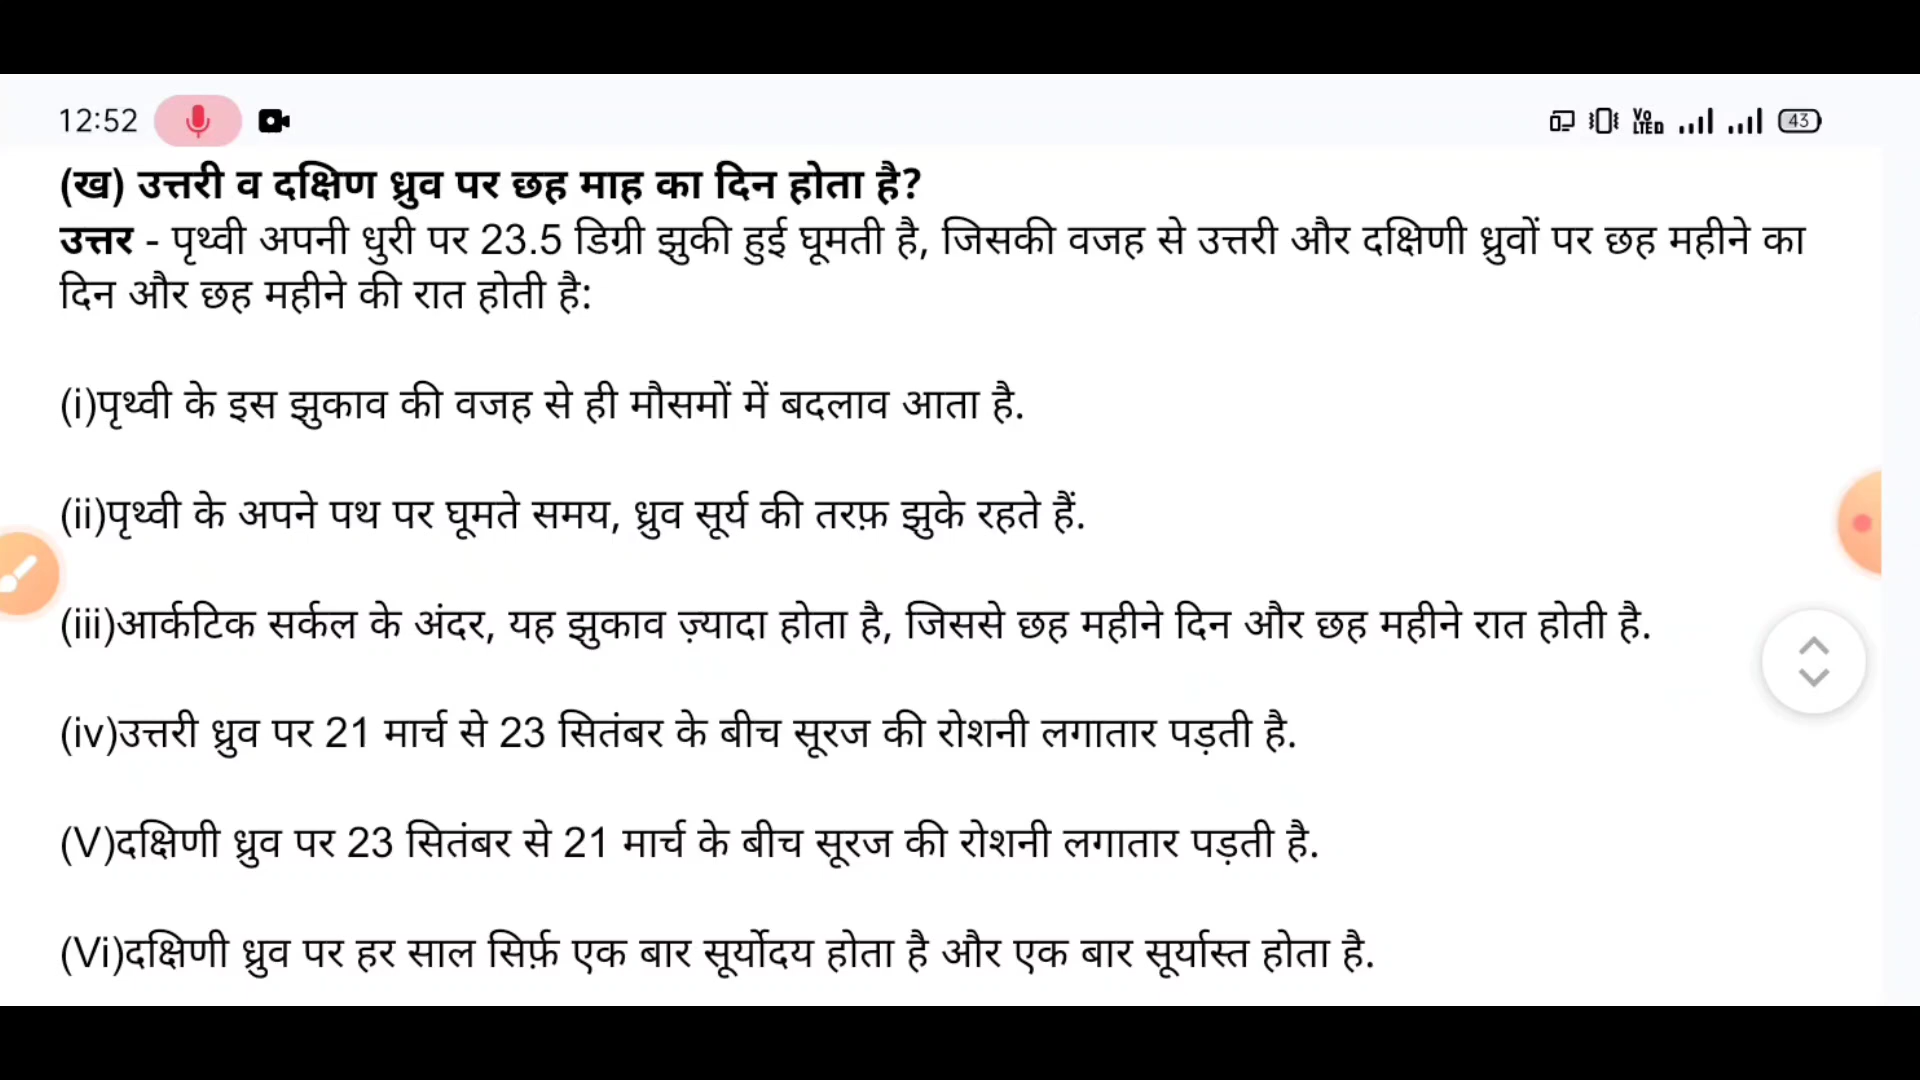 12:52
Vo LTED
43
(ख) उत्तरी व दक्षिण ध्रुव पर छह माह का दिन होता है?
उत्तर - पृथ्वी अपनी धुरी पर 23.5 डिग्री झुकी हुई घूमती है, जिसकी वजह से उत्तरी और दक्षिणी ध्रुवों पर छह महीने का
दिन और छह महीने की रात होती है:
(i)पृथ्वी के इस झुकाव की वजह से ही मौसमों में बदलाव आता है.
(ii)पृथ्वी के अपने पथ पर घूमते समय, ध्रुव सूर्य की तरफ़ झुके रहते हैं.
(iii)आर्कटिक सर्कल के अंदर, यह झुकाव ज़्यादा होता है, जिससे छह महीने दिन और छह महीने रात होती है.
(iv)उत्तरी ध्रुव पर 21 मार्च से 23 सितंबर के बीच सूरज की रोशनी लगातार पड़ती है.
(V)दक्षिणी ध्रुव पर 23 सितंबर से 21 मार्च के बीच सूरज की रोशनी लगातार पड़ती है.
(Vi)दक्षिणी ध्रुव पर हर साल सिर्फ़ एक बार सूर्योदय होता है और एक बार सूर्यास्त होता है.